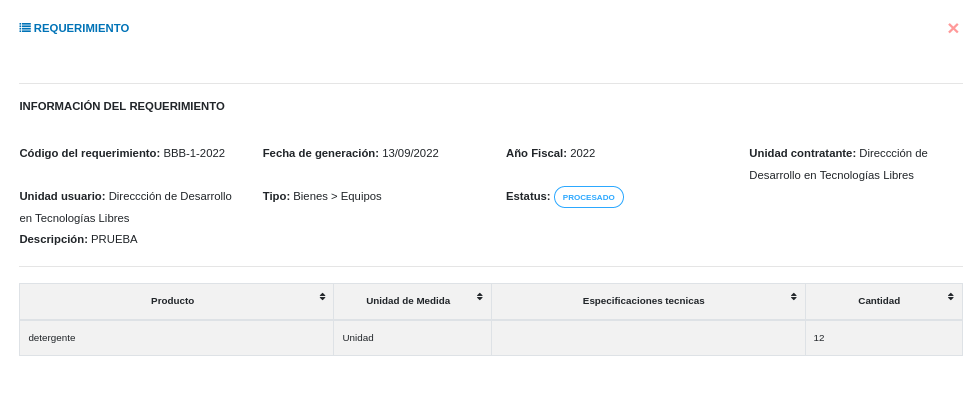 REQUERIMIENTO
INFORMACIÓN DEL REQUERIMIENTO
Código del requerimiento: BBB-1-2022
Fecha de generación: 13/09/2022
Año Fiscal: 2022
Unidad contratante: Direccción de
Desarrollo en Tecnologías Libres
Unidad usuario: Direccción de Desarrollo
en Tecnologías Libres
Tipo: Bienes > Equipos
Estatus: PROCESADO
Descripción: PRUEBA
Producto
Unidad de Medida
Especificaciones tecnicas
Cantidad
detergente
Unidad
12